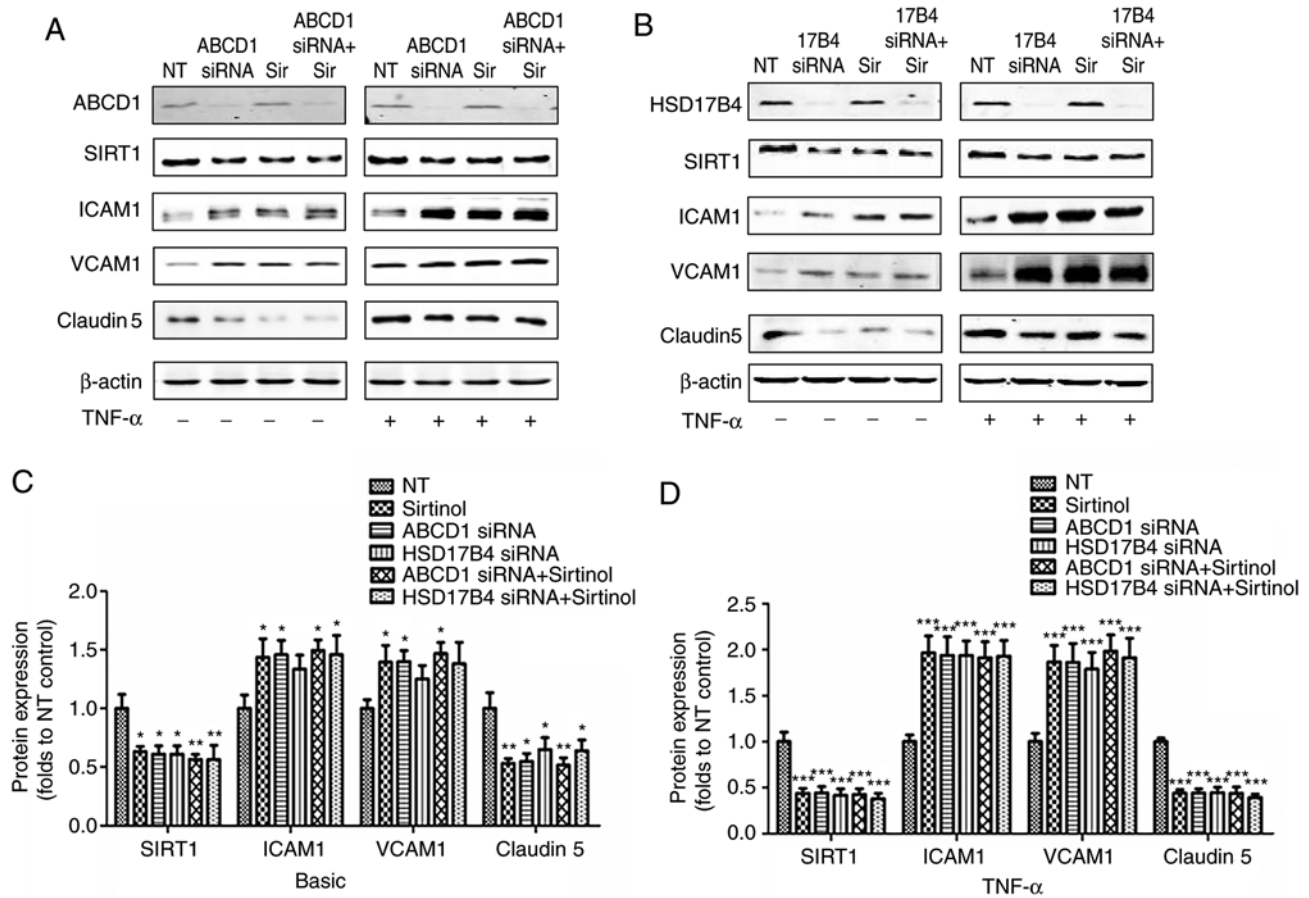 A
ABCD1
ABCD1 siRNA+
NT siRNA Sir Sir
ABCD1
ABCD1 siRNA+
NT siRNA Sir Sir
ABCD1
SIRT1
ICAM1
VCAM1
Claudin 5
β-actin
TNF-α − − − − + + + +
B
17B4
17B4 siRNA+
NT siRNA Sir Sir
17B4
17B4 siRNA+
NT siRNA Sir Sir
HSD17B4
SIRT1
ICAM1
VCAM1
Claudin5
β-actin
TNF-α − − − − + + + +
C
NT
Sirtinol
ABCD1 siRNA
HSD17B4 siRNA
ABCD1 siRNA+Sirtinol
HSD17B4 siRNA+Sirtinol
Protein expression
(folds to NT control)
2.0
1.5
1.0
0.5
0.0
* * * ** **
* * * *
* * *
** * * ** *
SIRT1 ICAM1 VCAM1 Claudin 5
Basic
D
NT
Sirtinol
ABCD1 siRNA
HSD17B4 siRNA
ABCD1 siRNA+Sirtinol
HSD17B4 siRNA+Sirtinol
Protein expression
(folds to NT control)
2.5
2.0
1.5
1.0
0.5
0.0
*** *** *** *** ***
*** *** *** *** ***
*** *** *** *** ***
*** *** *** *** ***
SIRT1 ICAM1 VCAM1 Claudin 5
TNF-α